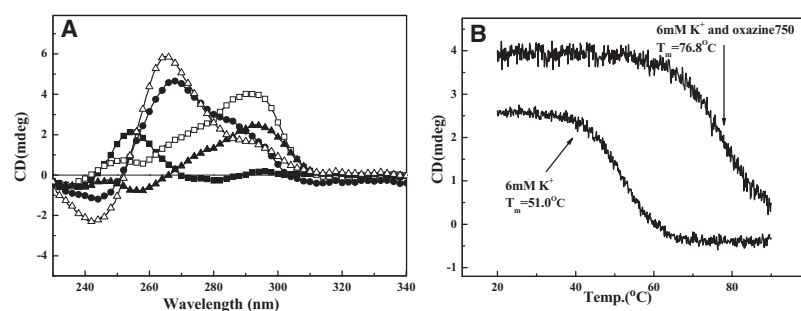 A
CD(mdeg)
6
4
2
0
-2
-4
240
260
280
300
320
340
Wavelength (nm)
B
CD(mdeg)
4
3
2
1
0
-1
20
40
60
80
Temp.(°C)
6mM K+ and oxazine750
Tm=76.8°C
6mM K+
Tm=51.0°C